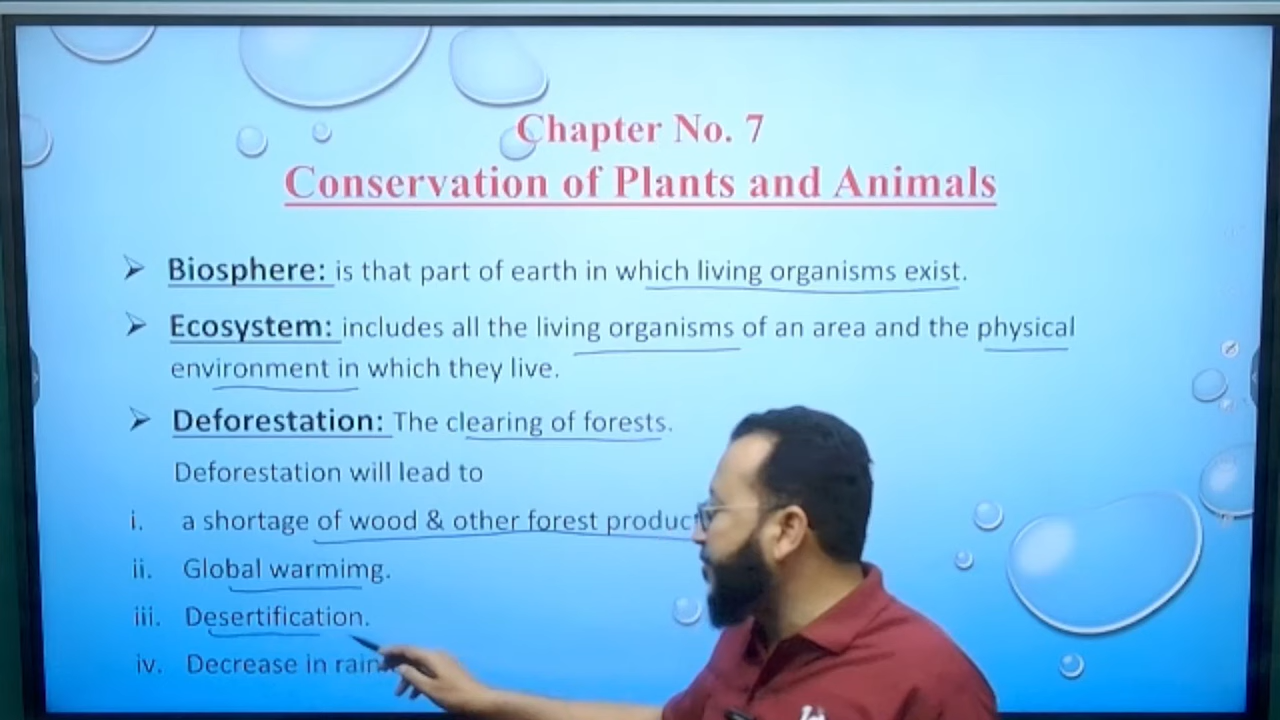 Chapter No. 7
Conservation of Plants and Animals
➢ Biosphere: is that part of earth in which living organisms exist.
➢ Ecosystem: includes all the living organisms of an area and the physical
environment in which they live.
➢ Deforestation: The clearing of forests.
Deforestation will lead to
i. a shortage of wood & other forest
ii. Global warmimg.
iii. Desertification.
iv. Decrease in